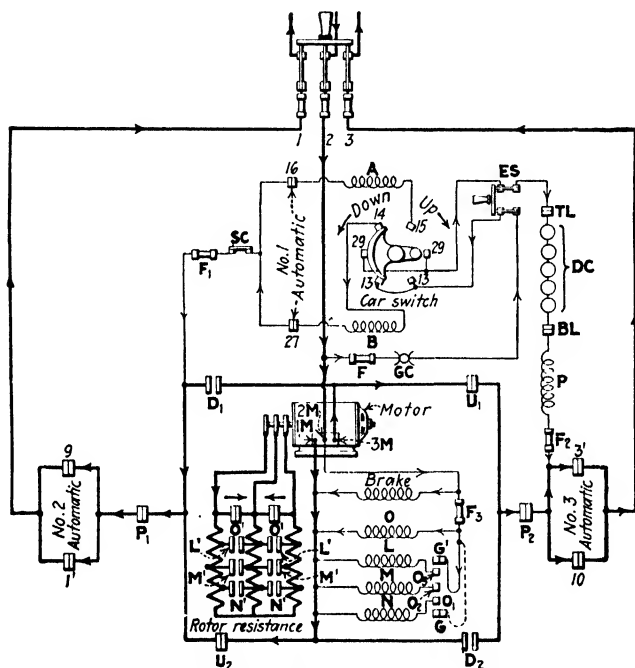 1 2 3
16
A
ES
Down
Up
14
15
TL
SC
No.1
Automatic
29
29
DC
F₁
13
13
Car switch
27
B
BL
F
GC
P
D₁
U₁
2M
1M
Motor
3M
F₂
9
3'
Brake
No. 2
Automatic
O'
O'
O
F₃
No. 3
Automatic
P₁
L'
L'
L
G'
P₂
M'
M'
M
O₃
1'
N'
N'
N
O₂
O₁
10
G
Rotor resistance
U₂
D₂